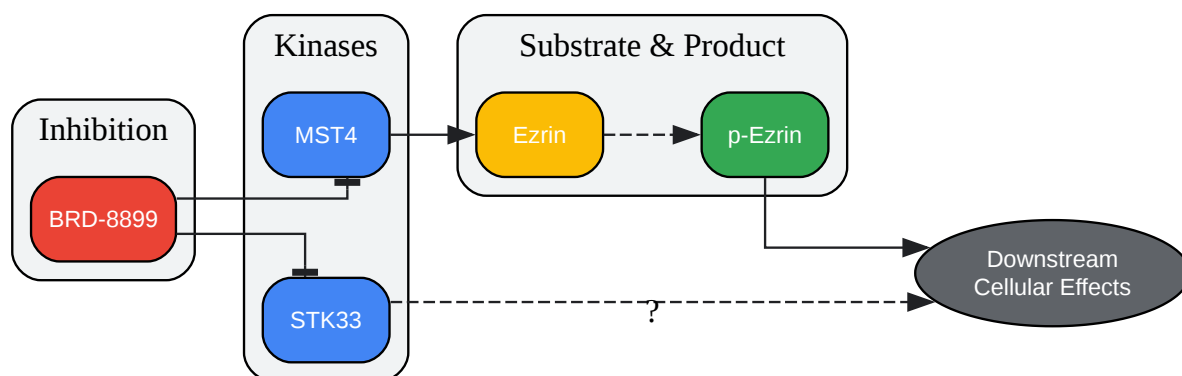 Kinases
Substrate & Product
Inhibition
MST4
Ezrin
p-Ezrin
BRD-8899
Downstream
Cellular Effects
STK33
?